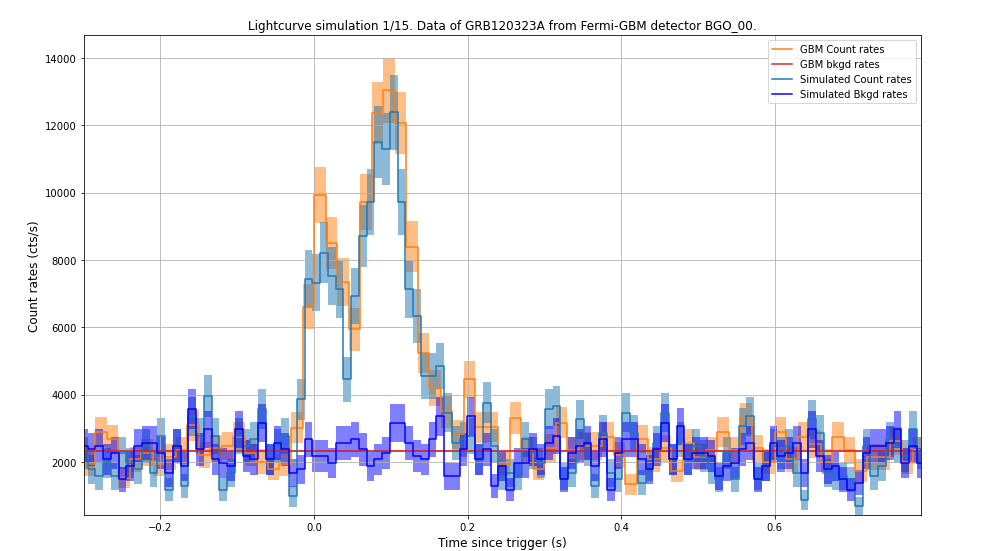 Lightcurve simulation 1/15. Data of GRB120323A from Fermi-GBM detector BGO_00.
GBM Count rates
GBM bkgd rates
Simulated Count rates
Simulated Bkgd rates
Count rates (cts/s)
14000
12000
10000
8000
6000
4000
2000
−0.2 0.0 0.2 0.4 0.6
Time since trigger (s)